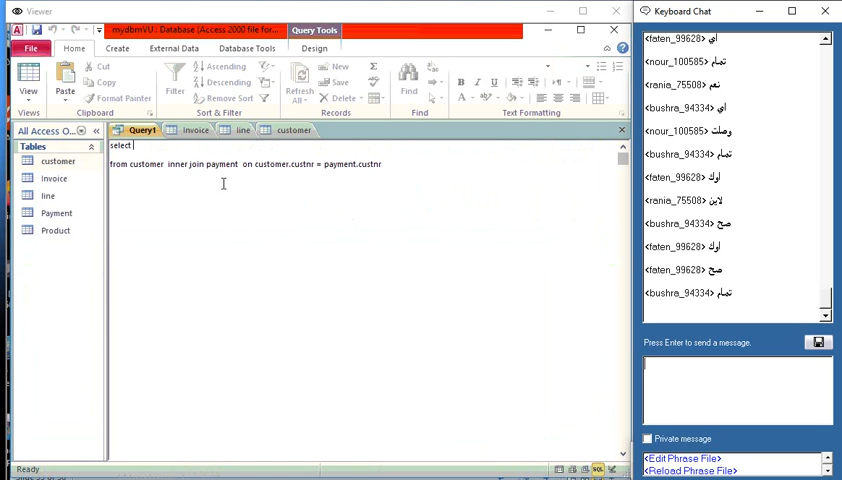 Viewer
Keyboard Chat
mydbmVU : Database (Access 2000 file for...
Query Tools
File
Home
Create
External Data
Database Tools
Design
View
Views
Paste
Cut
Copy
Format Painter
Clipboard
Filter
Ascending
Descending
Remove Sort
Sort & Filter
Refresh
All
New
Save
Delete
Records
Find
Find
B I U
A
Text Formatting
All Access O...
Query1
Invoice
line
customer
Tables
customer
Invoice
line
Payment
Product
select
from customer inner join payment on customer.custnr = payment.custnr
Ready
SQL
<faten_99628> اي
<nour_100585> تمام
<rania_75508> نعم
<bushra_94334> اي
<nour_100585> وصلت
<bushra_94334> تمام
<faten_99628> اوك
<rania_75508> لاين
<bushra_94334> صح
<faten_99628> اوك
<faten_99628> صح
<bushra_94334> تمام
Press Enter to send a message.
Private message
<Edit Phrase File>
<Reload Phrase File>